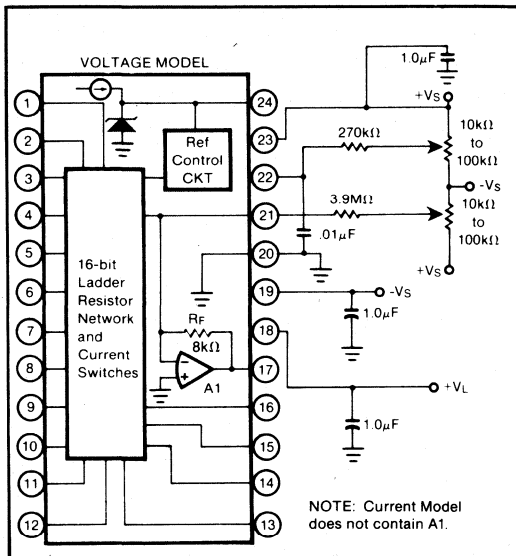 VOLTAGE MODEL
1.0µF
+VS
1
24
2
23
Ref
Control
CKT
270kΩ
10kΩ
to
100kΩ
3
22
-VS
4
21
3.9MΩ
10kΩ
to
100kΩ
.01µF
5
20
+VS
16-bit
Ladder
Resistor
Network
and
Current
Switches
6
19
-VS
RF
8kΩ
1.0µF
7
18
+VL
8
17
A1
9
16
1.0µF
10
15
11
14
12
13
NOTE: Current Model
does not contain A1.